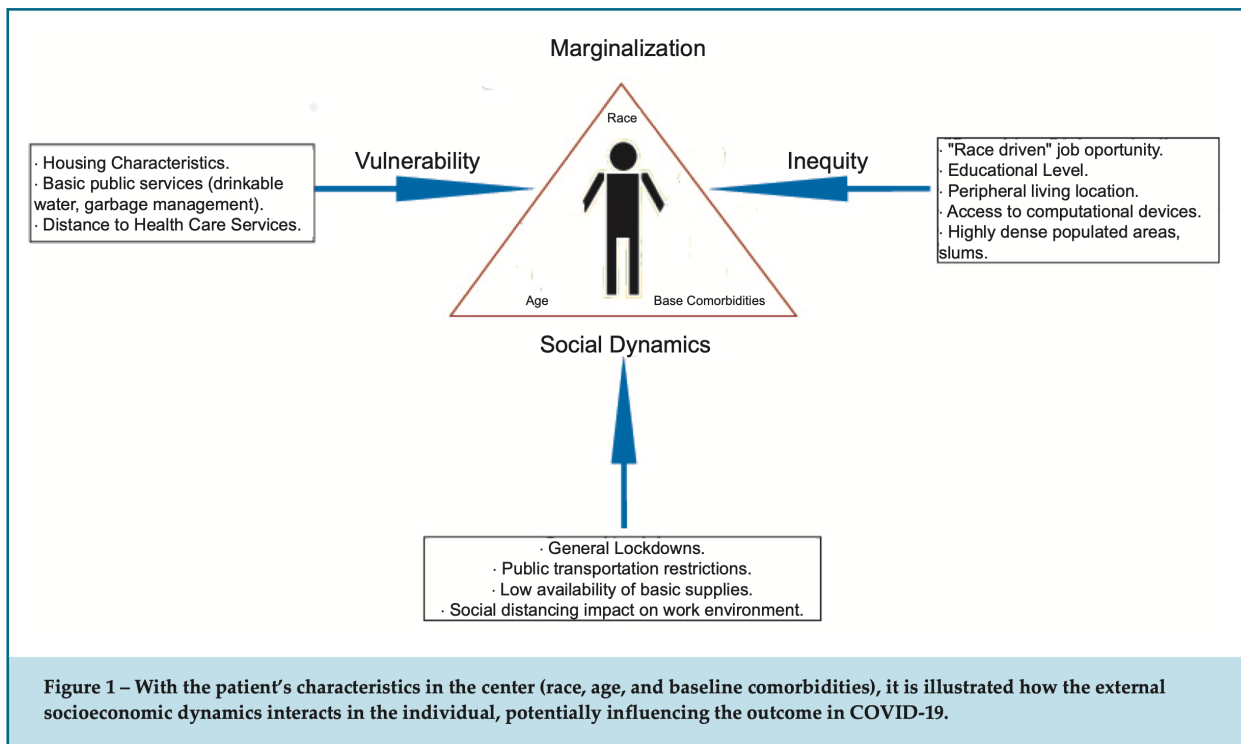 Marginalization
Race
Vulnerability
Inequity
· Housing Characteristics.
· Basic public services (drinkable
water, garbage management).
· Distance to Health Care Services.
· "Race driven" job oportunity.
· Educational Level.
· Peripheral living location.
· Access to computational devices.
· Highly dense populated areas,
slums.
Age
Base Comorbidities
Social Dynamics
· General Lockdowns.
· Public transportation restrictions.
· Low availability of basic supplies.
· Social distancing impact on work environment.
Figure 1 – With the patient's characteristics in the center (race, age, and baseline comorbidities), it is illustrated how the external
socioeconomic dynamics interacts in the individual, potentially influencing the outcome in COVID-19.